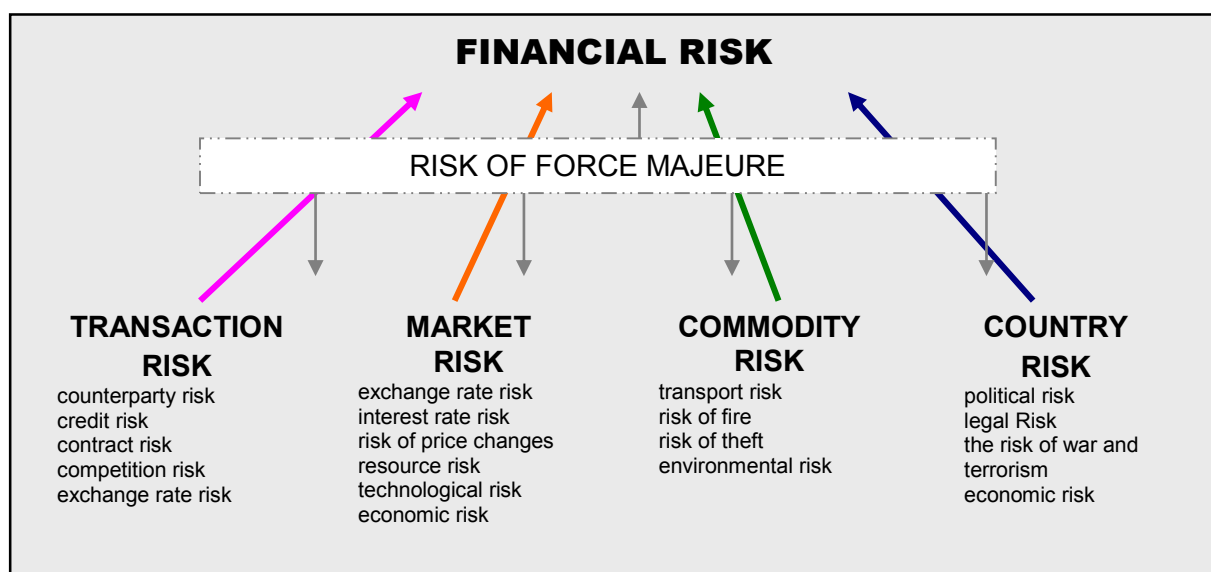 FINANCIAL RISK
RISK OF FORCE MAJEURE
TRANSACTION
RISK
counterparty risk
credit risk
contract risk
competition risk
exchange rate risk
MARKET
RISK
exchange rate risk
interest rate risk
risk of price changes
resource risk
technological risk
economic risk
COMMODITY
RISK
transport risk
risk of fire
risk of theft
environmental risk
COUNTRY
RISK
political risk
legal Risk
the risk of war and
terrorism
economic risk